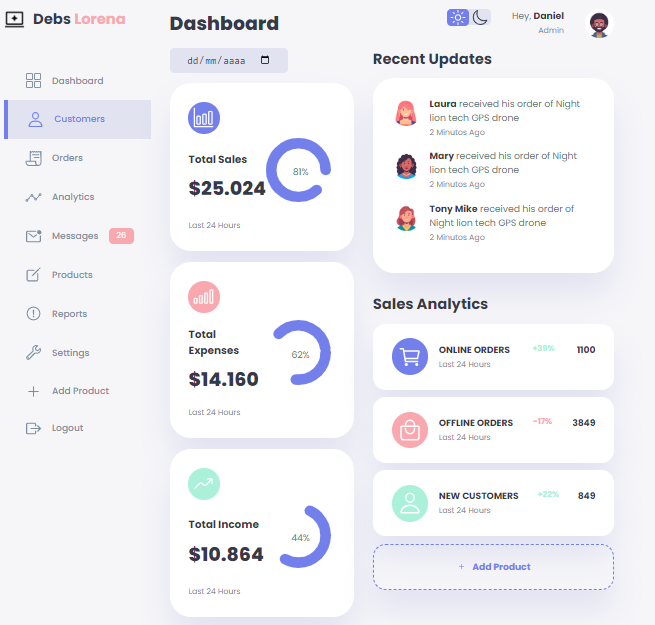 Debs Lorena
Dashboard
Customers
Orders
Analytics
Messages 26
Products
Reports
Settings
Add Product
Logout
Dashboard
dd/mm/aaaa
Total Sales
$25.024
81%
Last 24 Hours
Total
Expenses
$14.160
62%
Last 24 Hours
Total Income
$10.864
44%
Last 24 Hours
Hey, Daniel
Admin
Recent Updates
Laura received his order of Night
lion tech GPS drone
2 Minutos Ago
Mary received his order of Night
lion tech GPS drone
2 Minutos Ago
Tony Mike received his order of
Night lion tech GPS drone
2 Minutos Ago
Sales Analytics
ONLINE ORDERS +39% 1100
Last 24 Hours
OFFLINE ORDERS -17% 3849
Last 24 Hours
NEW CUSTOMERS +22% 849
Last 24 Hours
+ Add Product